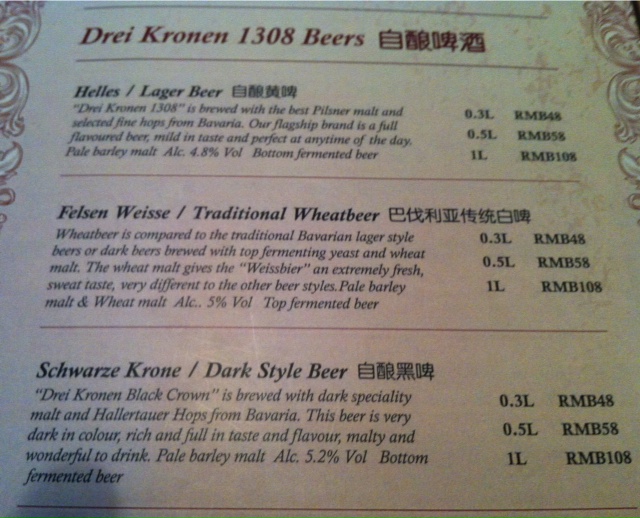 Drei Kronen 1308 Beers 自酿啤酒
Helles / Lager Beer 自酿黄啤
"Drei Kronen 1308" is brewed with the best Pilsner malt and
selected fine hops from Bavaria. Our flagship brand is a full
flavoured beer, mild in taste and perfect at anytime of the day.
Pale barley malt Alc. 4.8% Vol Bottom fermented beer
0.3L RMB48
0.5L RMB58
1L RMB108
Felsen Weisse / Traditional Wheatbeer 巴伐利亚传统白啤
Wheatbeer is compared to the traditional Bavarian lager style
beers or dark beers brewed with top fermenting yeast and wheat
malt. The wheat malt gives the "Weissbier" an extremely fresh,
sweat taste, very different to the other beer styles.Pale barley
malt & Wheat malt Alc.. 5% Vol Top fermented beer
0.3L RMB48
0.5L RMB58
1L RMB108
Schwarze Krone / Dark Style Beer 自酿黑啤
"Drei Kronen Black Crown" is brewed with dark speciality
malt and Hallertauer Hops from Bavaria. This beer is very
dark in colour, rich and full in taste and flavour, malty and
wonderful to drink. Pale barley malt Alc. 5.2% Vol Bottom
fermented beer
0.3L RMB48
0.5L RMB58
1L RMB108